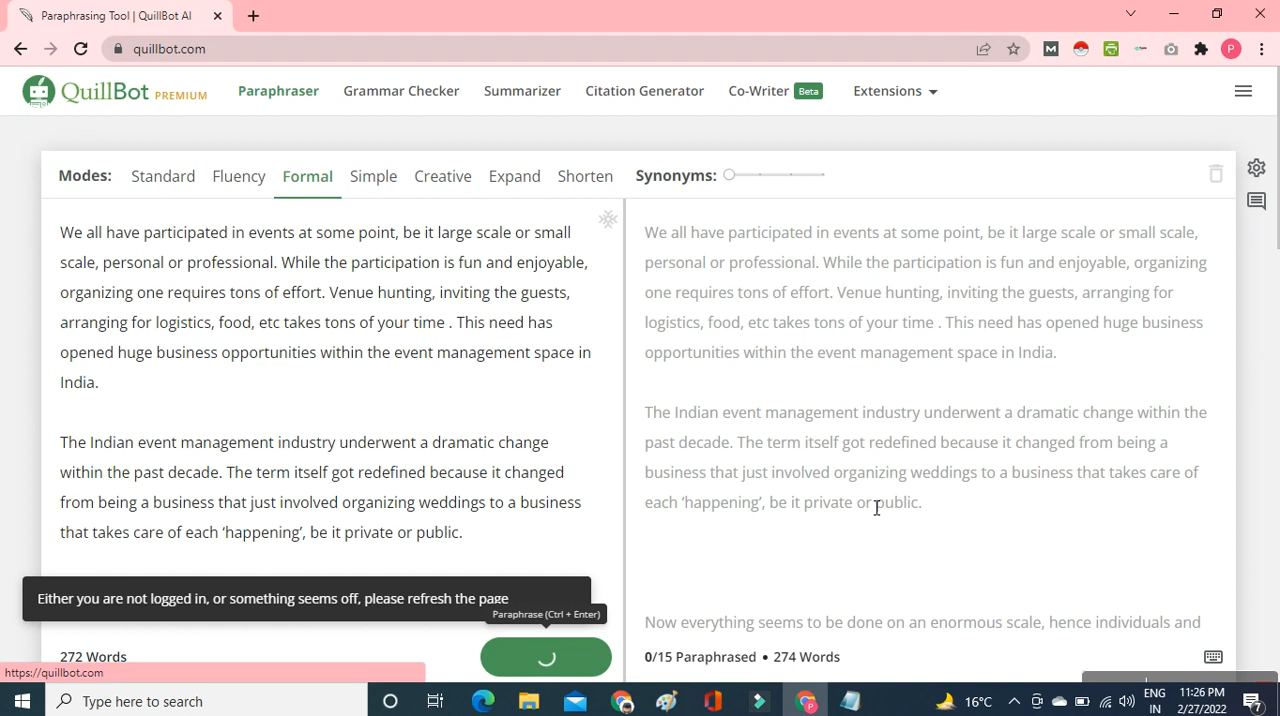 Paraphrasing Tool | QuillBot AI
quillbot.com
QuillBot PREMIUM Paraphraser Grammar Checker Summarizer Citation Generator Co-Writer Beta Extensions
Modes: Standard Fluency Formal Simple Creative Expand Shorten Synonyms:
We all have participated in events at some point, be it large scale or small
scale, personal or professional. While the participation is fun and enjoyable,
organizing one requires tons of effort. Venue hunting, inviting the guests,
arranging for logistics, food, etc takes tons of your time . This need has
opened huge business opportunities within the event management space in
India.
The Indian event management industry underwent a dramatic change
within the past decade. The term itself got redefined because it changed
from being a business that just involved organizing weddings to a business
that takes care of each ‘happening’, be it private or public.
We all have participated in events at some point, be it large scale or small scale,
personal or professional. While the participation is fun and enjoyable, organizing
one requires tons of effort. Venue hunting, inviting the guests, arranging for
logistics, food, etc takes tons of your time . This need has opened huge business
opportunities within the event management space in India.
The Indian event management industry underwent a dramatic change within the
past decade. The term itself got redefined because it changed from being a
business that just involved organizing weddings to a business that takes care of
each ‘happening’, be it private or public.
Now everything seems to be done on an enormous scale, hence individuals and
Either you are not logged in, or something seems off, please refresh the page
Paraphrase (Ctrl + Enter)
272 Words
0/15 Paraphrased • 274 Words
https://quillbot.com
Type here to search
16°C
ENG
IN
11:26 PM
2/27/2022
7